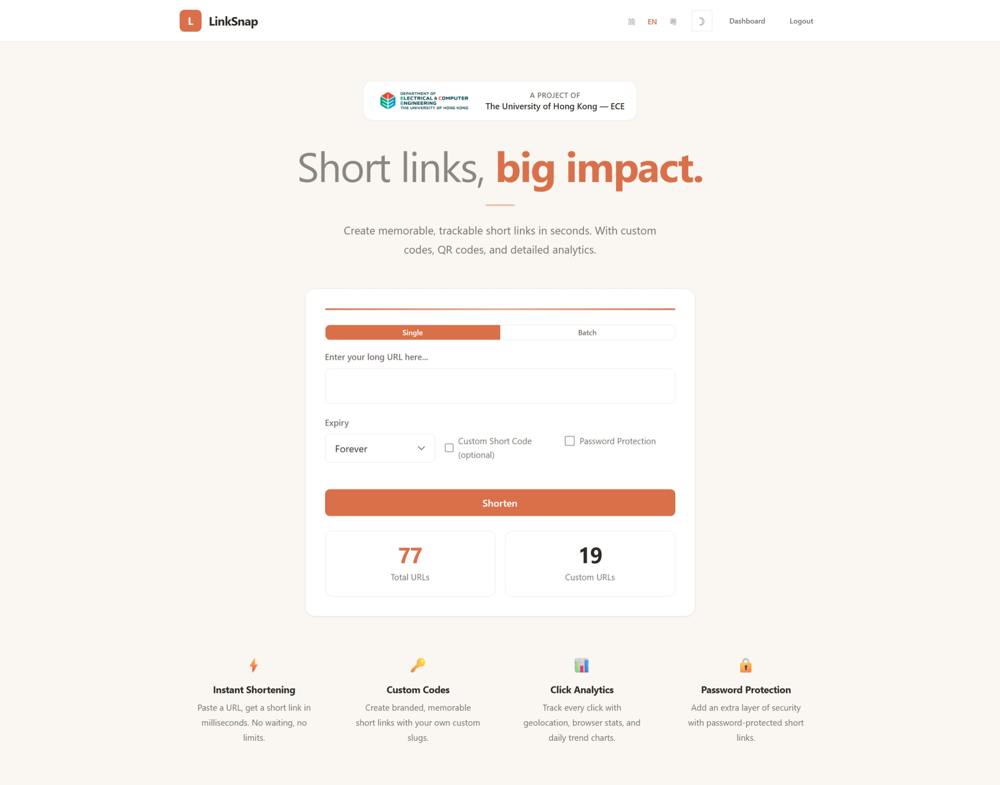 L
LinkSnap
简
EN
粤
Dashboard
Logout
DEPARTMENT OF
ELECTRICAL & COMPUTER
ENGINEERING
THE UNIVERSITY OF HONG KONG
A PROJECT OF
The University of Hong Kong — ECE
Short links, big impact.
Create memorable, trackable short links in seconds. With custom
codes, QR codes, and detailed analytics.
Single
Batch
Enter your long URL here...
Expiry
Forever
Custom Short Code
(optional)
Password Protection
Shorten
77
Total URLs
19
Custom URLs
Instant Shortening
Paste a URL, get a short link in
milliseconds. No waiting, no
limits.
Custom Codes
Create branded, memorable
short links with your own custom
slugs.
Click Analytics
Track every click with
geolocation, browser stats, and
daily trend charts.
Password Protection
Add an extra layer of security
with password-protected short
links.